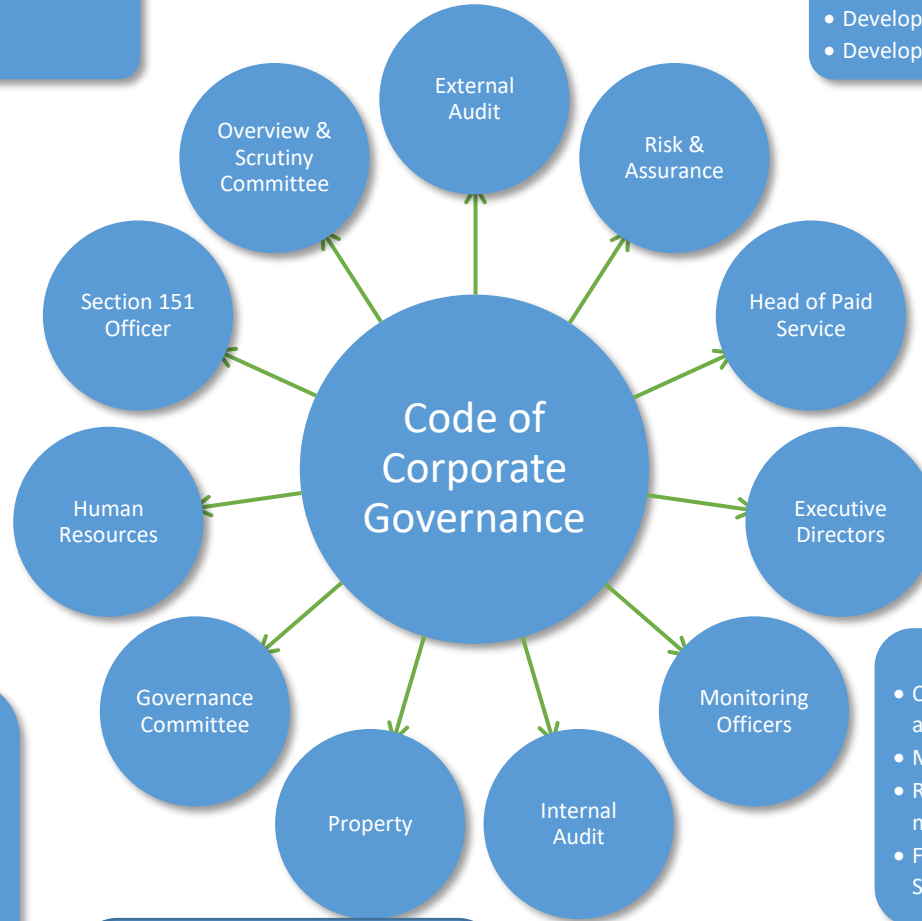 Develop
Develop
External
Audit
Overview &
Scrutiny
Committee
Risk &
Assurance
Section 151
Officer
Head of Paid
Service
Code of
Corporate
Governance
Human
Resources
Executive
Directors
Governance
Committee
Monitoring
Officers
Property
Internal
Audit